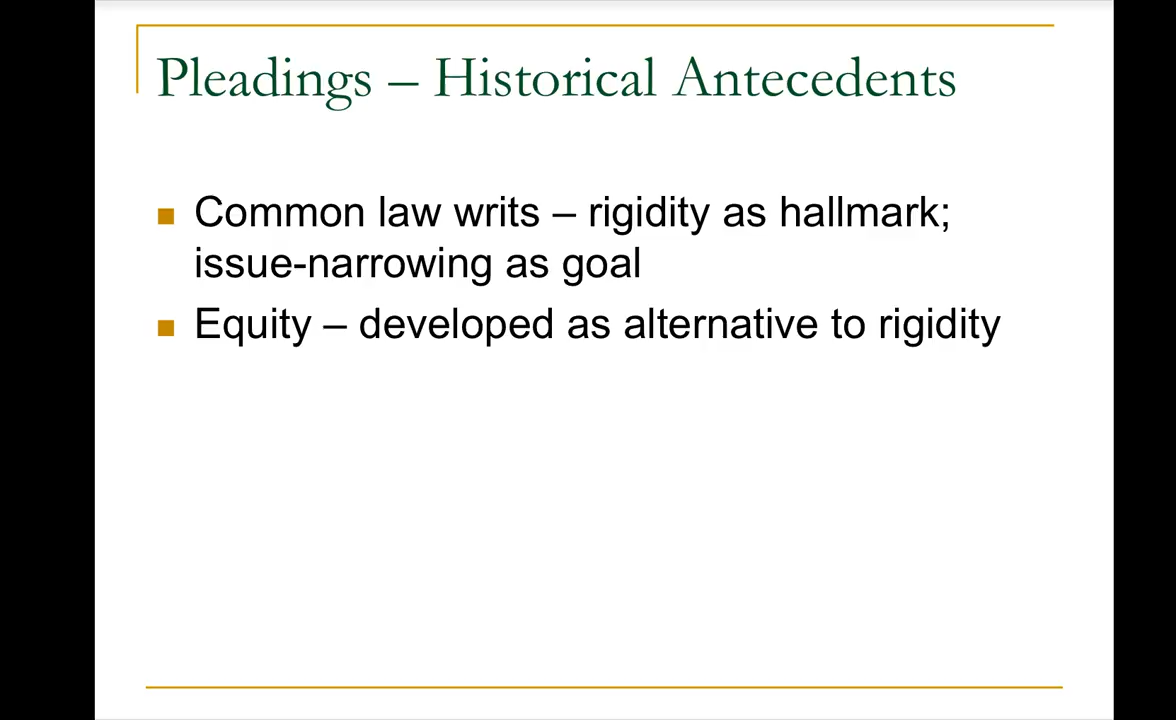 Pleadings – Historical Antecedents
Common law writs – rigidity as hallmark;
issue-narrowing as goal
Equity – developed as alternative to rigidity